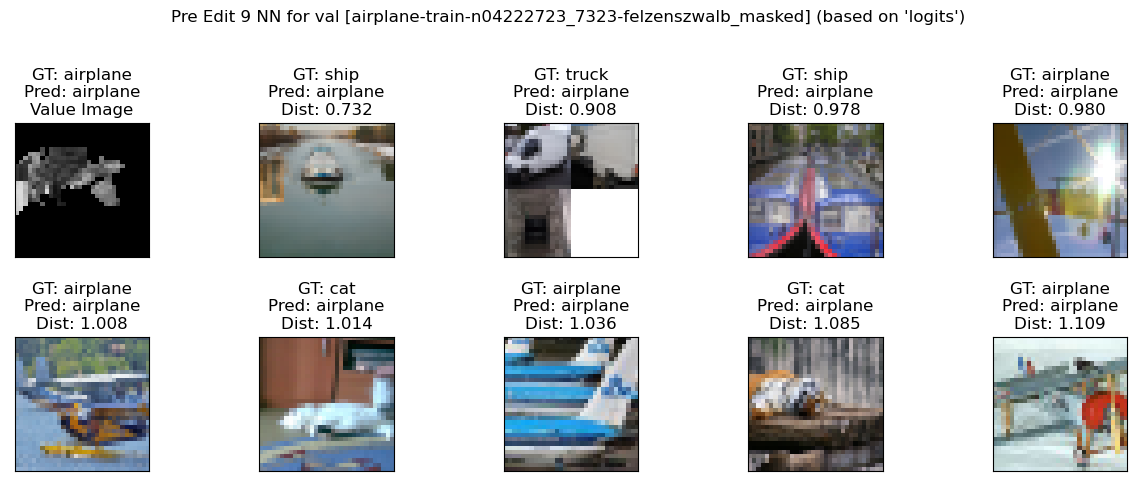 Pre Edit 9 NN for val [airplane-train-n04222723_7323-felzenszwalb_masked] (based on 'logits')
GT: airplane
Pred: airplane
Value Image
GT: ship
Pred: airplane
Dist: 0.732
GT: truck
Pred: airplane
Dist: 0.908
GT: ship
Pred: airplane
Dist: 0.978
GT: airplane
Pred: airplane
Dist: 0.980
GT: airplane
Pred: airplane
Dist: 1.008
GT: cat
Pred: airplane
Dist: 1.014
GT: airplane
Pred: airplane
Dist: 1.036
GT: cat
Pred: airplane
Dist: 1.085
GT: airplane
Pred: airplane
Dist: 1.109